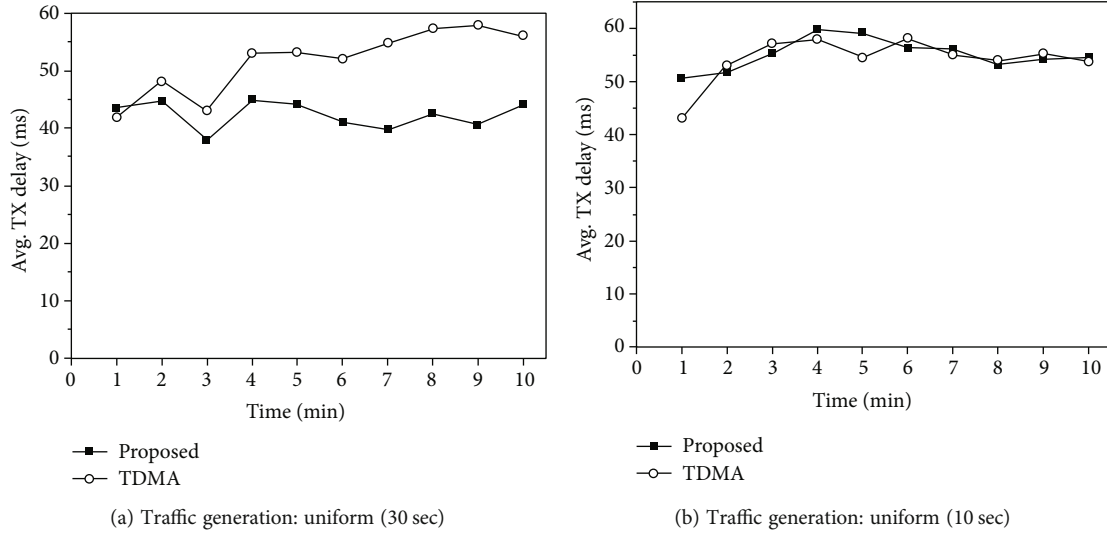 60
50
40
30
20
10
0
Avg. TX delay (ms)
0 1 2 3 4 5 6 7 8 9 10
Time (min)
Proposed
TDMA
(a) Traffic generation: uniform (30 sec)
60
50
40
30
20
10
0
Avg. TX delay (ms)
0 1 2 3 4 5 6 7 8 9 10
Time (min)
Proposed
TDMA
(b) Traffic generation: uniform (10 sec)